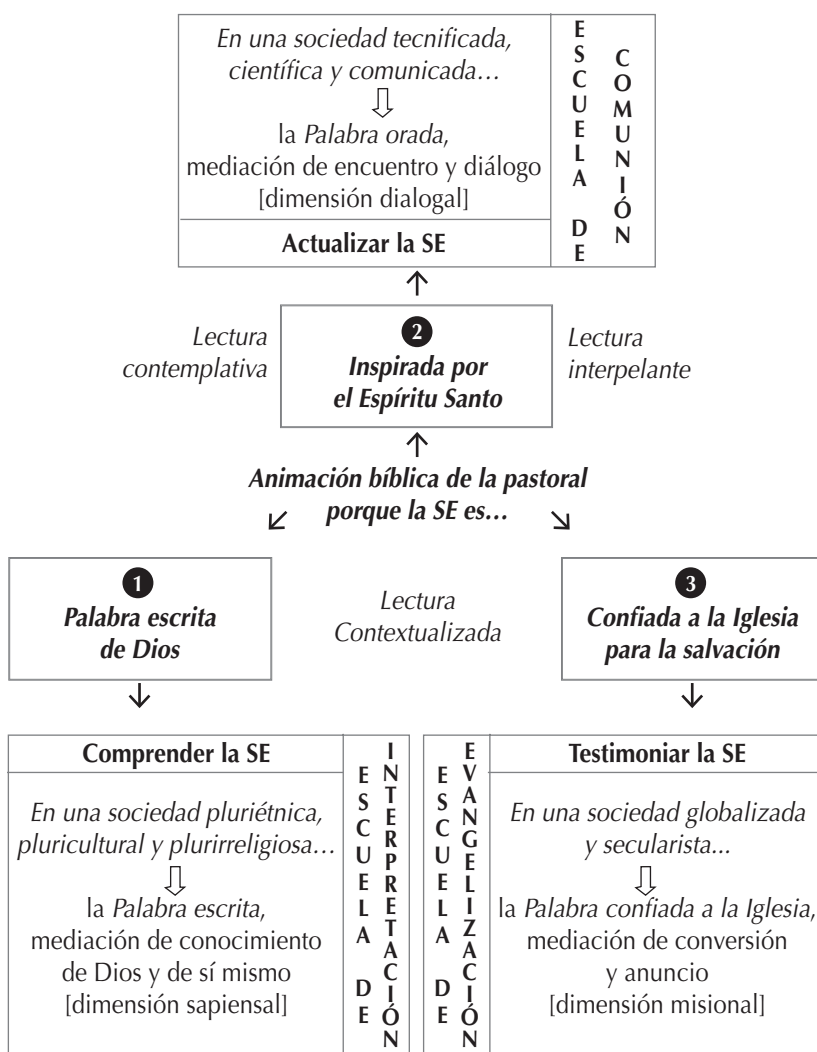 En una sociedad tecnificada,
científica y comunicada…
la Palabra orada,
mediación de encuentro y diálogo
[dimensión dialogal]
Actualizar la SE
ESCUELA DE
COMUNIÓN
Lectura
contemplativa
2
Inspirada por
el Espíritu Santo
Lectura
interpelante
Animación bíblica de la pastoral
porque la SE es…
1
Palabra escrita
de Dios
Lectura
Contextualizada
3
Confiada a la Iglesia
para la salvación
Comprender la SE
En una sociedad pluriétnica,
pluricultural y plurirreligiosa…
la Palabra escrita,
mediación de conocimiento
de Dios y de sí mismo
[dimensión sapiensal]
ESCUELA DE
INTERPRETACIÓN
ESCUELA DE
EVANGELIZACIÓN
Testimoniar la SE
En una sociedad globalizada
y secularista...
la Palabra confiada a la Iglesia,
mediación de conversión
y anuncio
[dimensión misional]